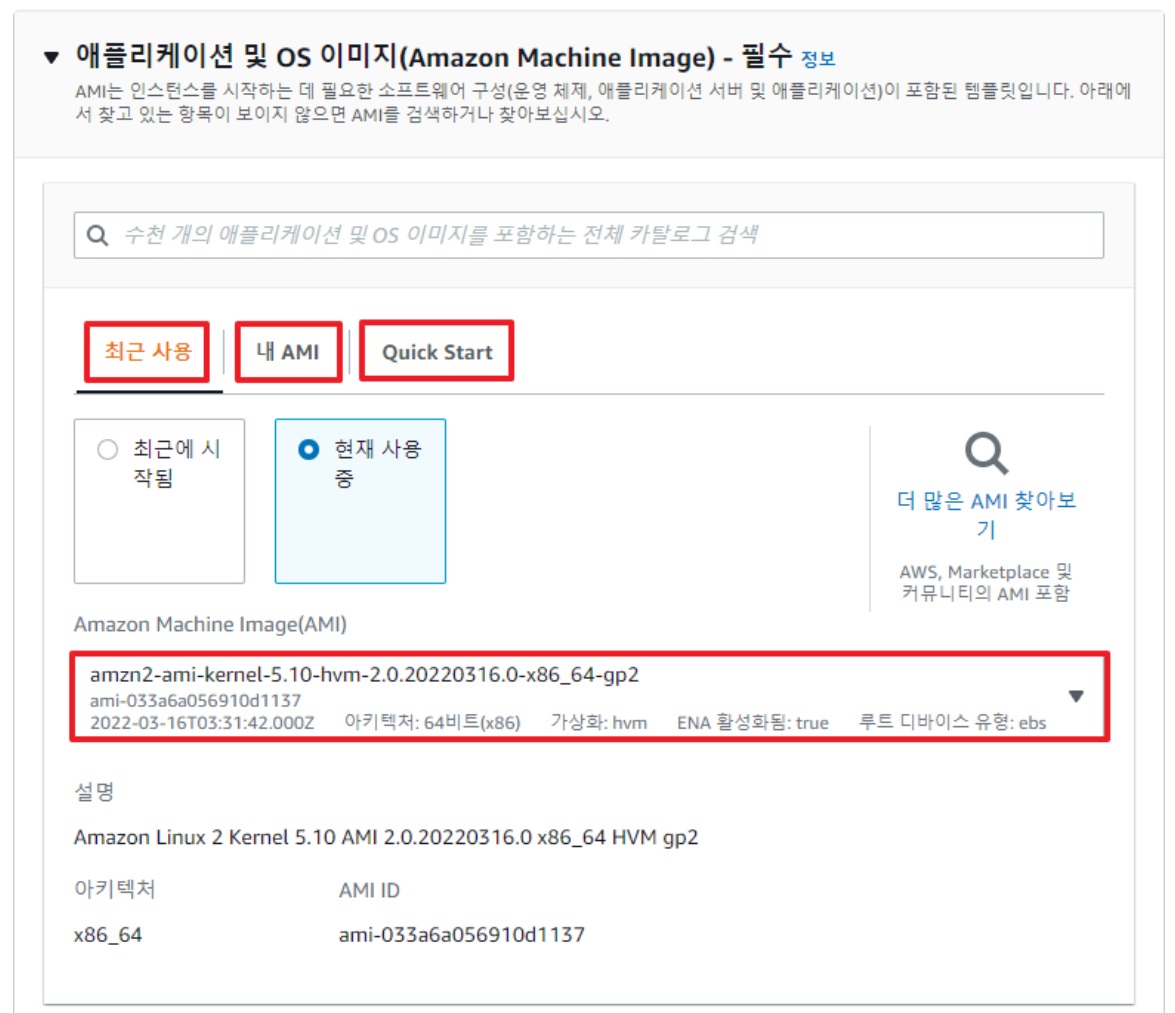 애플리케이션 및 OS 이미지(Amazon Machine Image) - 필수 정보
AMI는 인스턴스를 시작하는 데 필요한 소프트웨어 구성(운영 체제, 애플리케이션 서버 및 애플리케이션)이 포함된 템플릿입니다. 아래에
서 찾고 있는 항목이 보이지 않으면 AMI를 검색하거나 찾아보십시오.
수천 개의 애플리케이션 및 OS 이미지를 포함하는 전체 카탈로그 검색
최근 사용
내 AMI
Quick Start
최근에 시
작됨
현재 사용
중
더 많은 AMI 찾아보
기
AWS, Marketplace 및
커뮤니티의 AMI 포함
Amazon Machine Image(AMI)
amzn2-ami-kernel-5.10-hvm-2.0.20220316.0-x86_64-gp2
ami-033a6a056910d1137
2022-03-16T03:31:42.000Z 아키텍처: 64비트(x86) 가상화: hvm ENA 활성화됨: true 루트 디바이스 유형: ebs
설명
Amazon Linux 2 Kernel 5.10 AMI 2.0.20220316.0 x86_64 HVM gp2
아키텍처 AMI ID
x86_64 ami-033a6a056910d1137